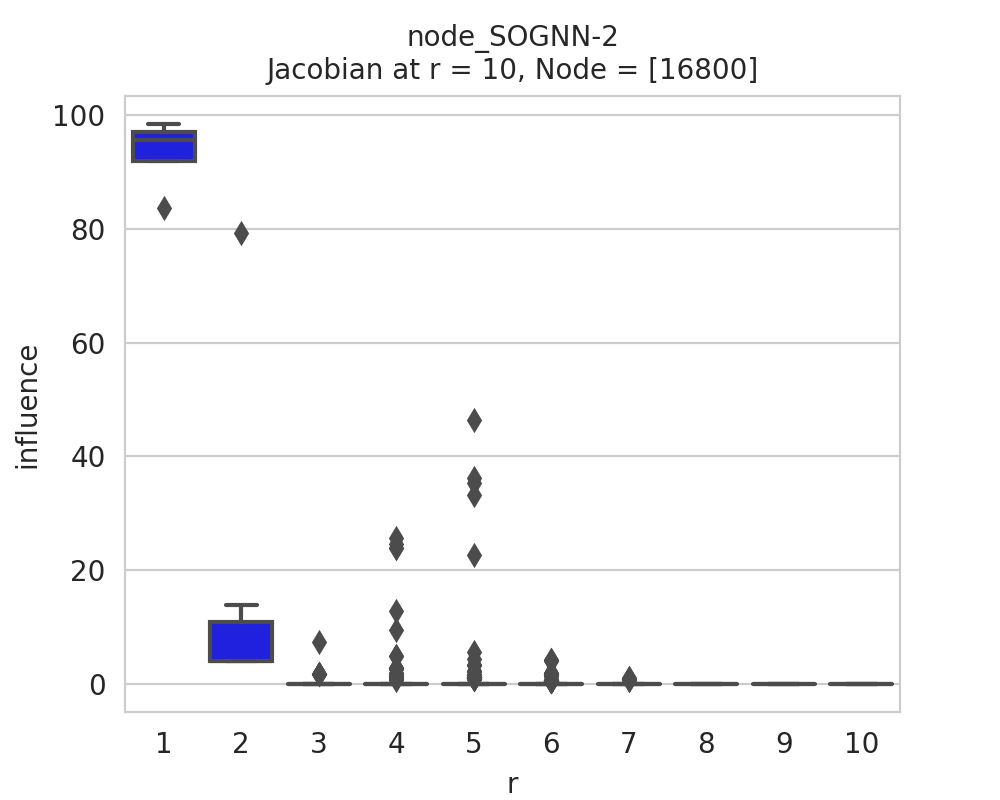 node_SOGNN-2
Jacobian at r = 10, Node = [16800]
100
80
60
40
20
0
influence
1 2 3 4 5 6 7 8 9 10
r